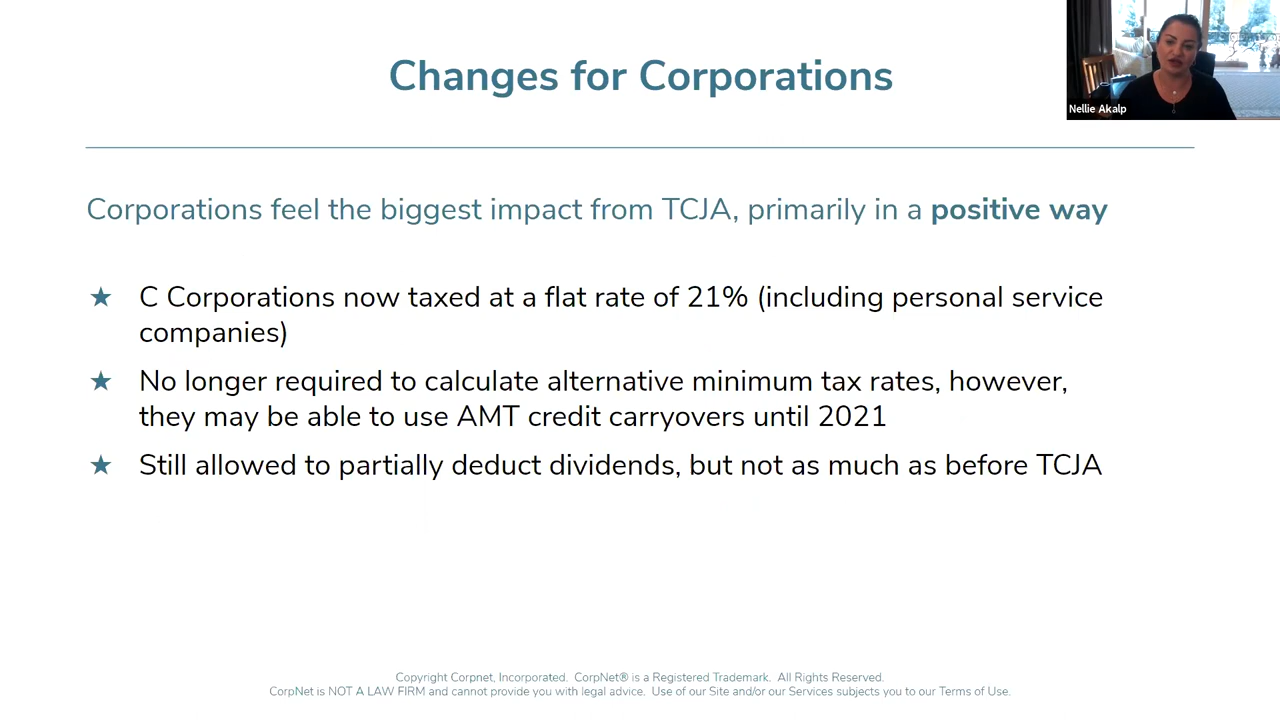 Changes for Corporations
Nellie Akalp
Corporations feel the biggest impact from TCJA, primarily in a positive way
★ C Corporations now taxed at a flat rate of 21% (including personal service
companies)
★ No longer required to calculate alternative minimum tax rates, however,
they may be able to use AMT credit carryovers until 2021
★ Still allowed to partially deduct dividends, but not as much as before TCJA
Copyright Corpnet, Incorporated. CorpNet® is a Registered Trademark. All Rights Reserved.
CorpNet is NOT A LAW FIRM and cannot provide you with legal advice. Use of our Site and/or our Services subjects you to our Terms of Use.